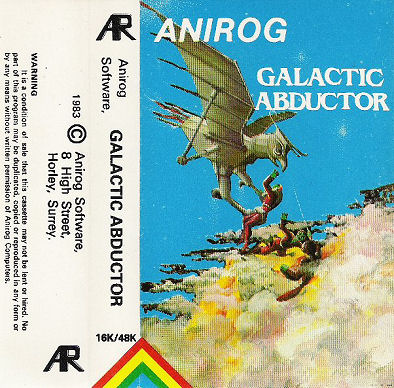 AR
ANIROG
GALACTIC
ABDUCTOR
Anirog
Software,
GALACTIC ABDUCTOR
1983 © Anirog Software,
8 High Street,
Horley, Surrey.
WARNING
It is a condition of sale that this cassette may not be lent or hired. No
part of this program may be duplicated, copied or reproduced in any form or
by any means without written permission of Anirog Computers.
16K/48K
AR